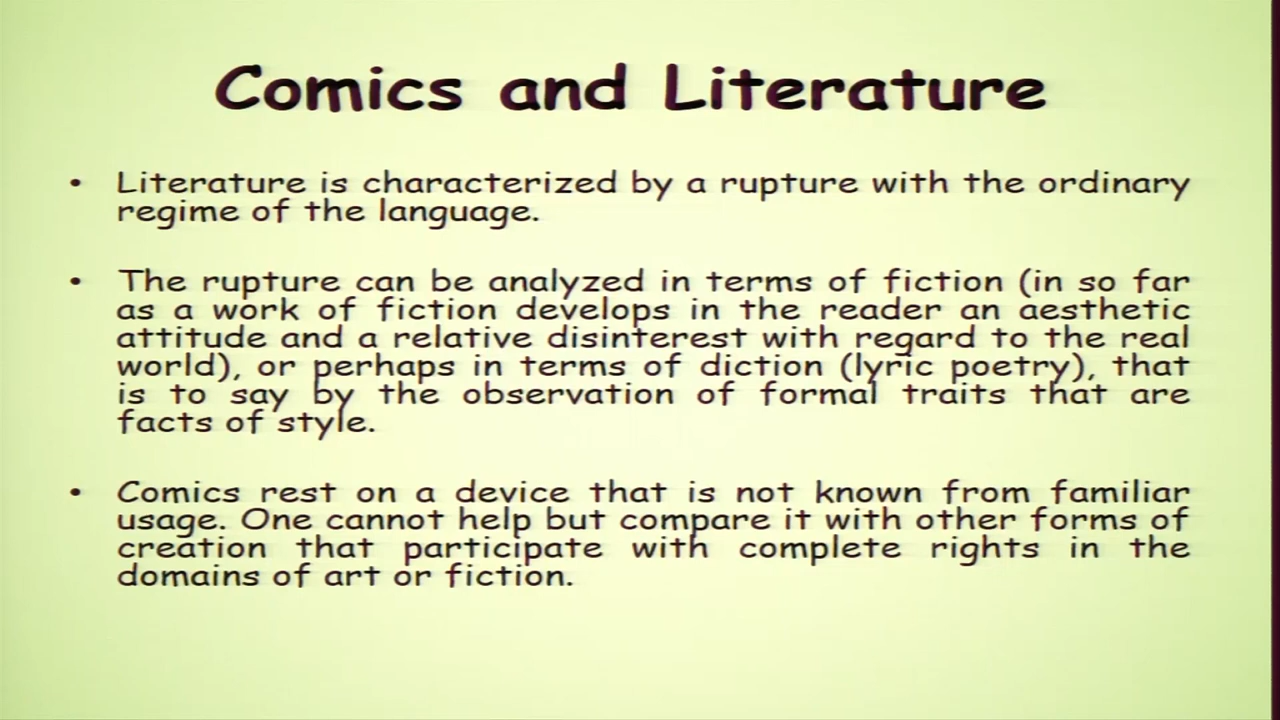 Comics and Literature
• Literature is characterized by a rupture with the ordinary
regime of the language.
• The rupture can be analyzed in terms of fiction (in so far
as a work of fiction develops in the reader an aesthetic
attitude and a relative disinterest with regard to the real
world), or perhaps in terms of diction (lyric poetry), that
is to say by the observation of formal traits that are
facts of style.
• Comics rest on a device that is not known from familiar
usage. One cannot help but compare it with other forms of
creation that participate with complete rights in the
domains of art or fiction.